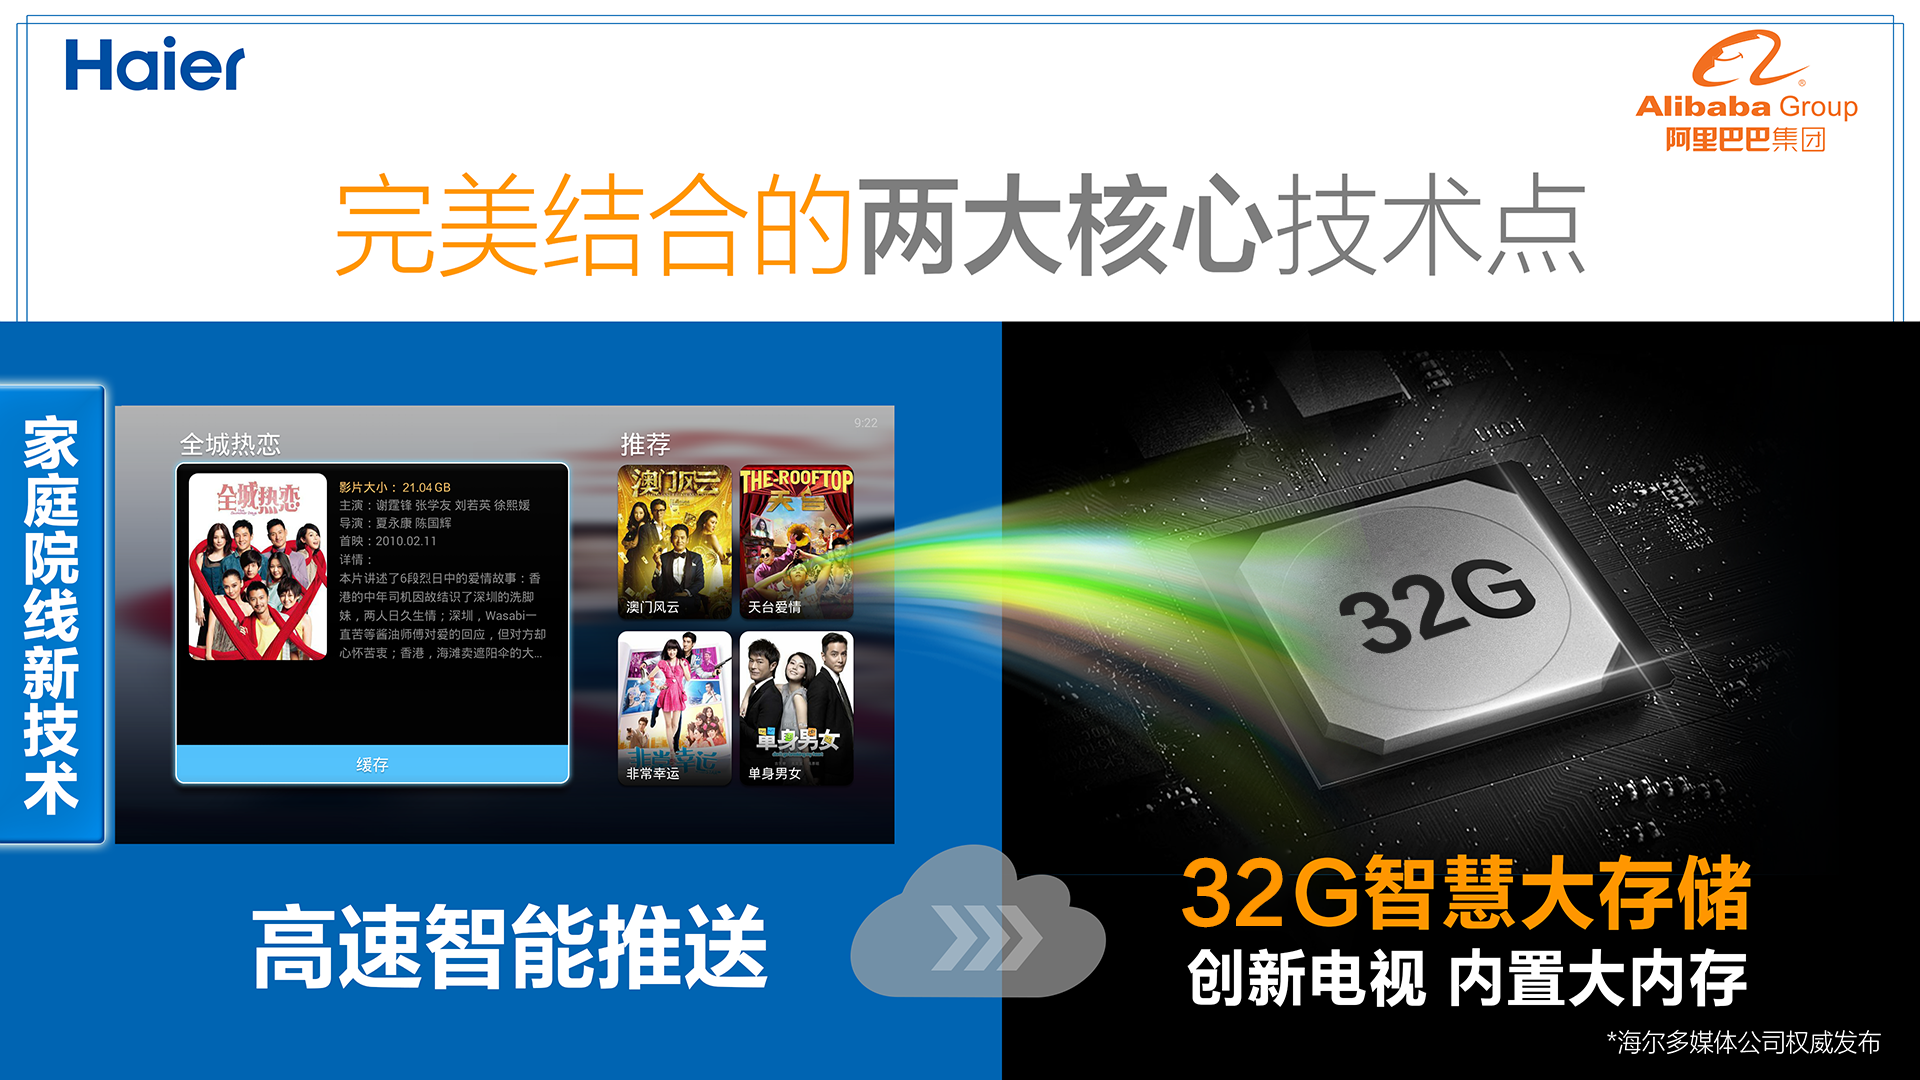 Haier
Alibaba Group
阿里巴巴集团
完美结合的两大核心技术点
家庭院线新技术
9:22
全城热恋
全城热恋
影片大小：21.04 GB
主演：谢霆锋 张学友 刘若英 徐熙媛
导演：夏永康 陈国辉
首映：2010.02.11
详情：
本片讲述了6段烈日中的爱情故事：香
港的中年司机因故结识了深圳的洗脚
妹，两人日久生情；深圳，Wasabi一
直苦等酱油师傅对爱的回应，但对方却
心怀苦衷；香港，海滩卖遮阳伞的大...
缓存
推荐
澳门风云
澳门风云
THE-ROOFTOP
天台
天台爱情
非常幸运
非常幸运
单身男女
单身男女
32G
高速智能推送
32G智慧大存储
创新电视 内置大内存
*海尔多媒体公司权威发布